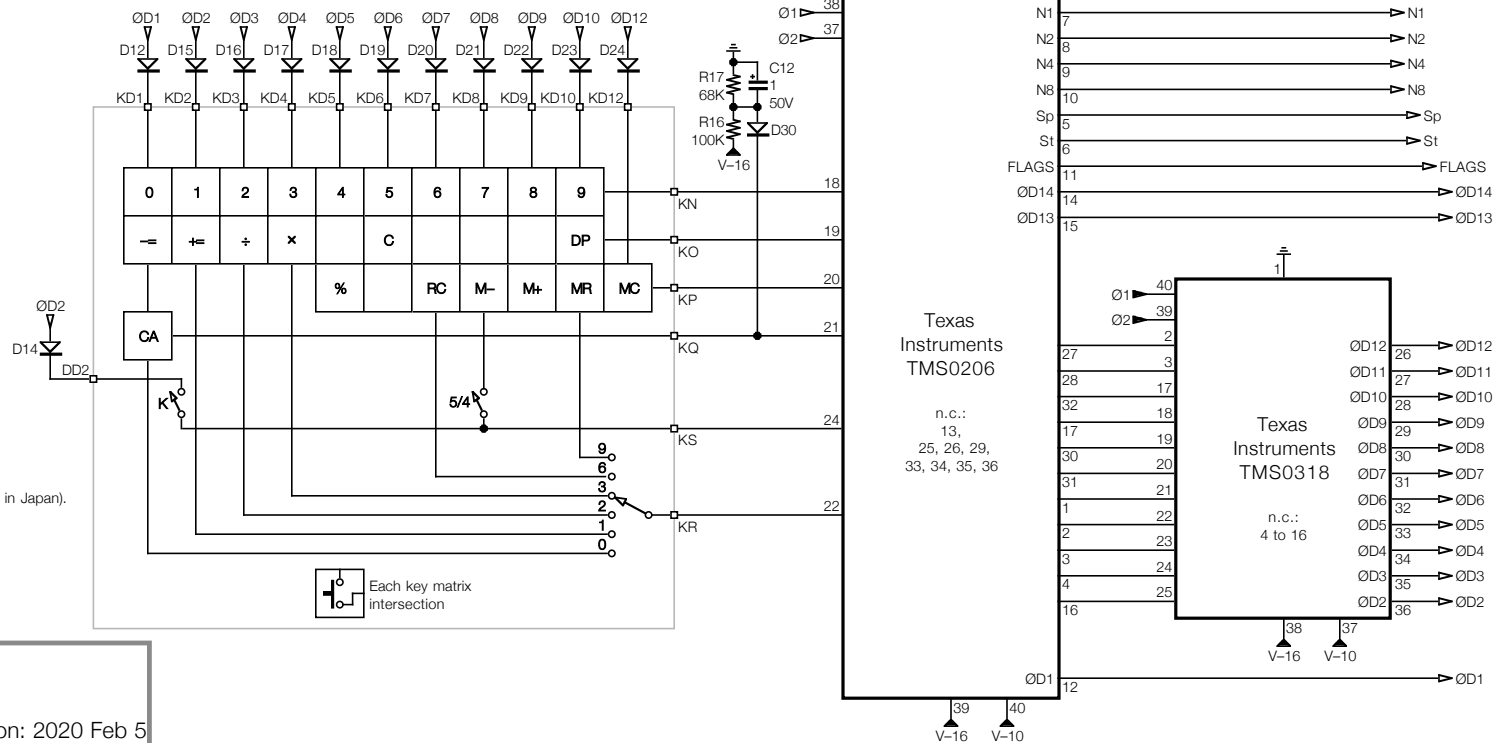 ØD1 ØD2 ØD3 ØD4 ØD5 ØD6 ØD7 ØD8 ØD9 ØD10 ØD12
D12 D15 D16 D17 D18 D19 D20 D21 D22 D23 D24
KD1 KD2 KD3 KD4 KD5 KD6 KD7 KD8 KD9 KD10 KD12
0 1 2 3 4 5 6 7 8 9
–= += ÷ × C DP
% RC M– M+ MR MC
CA
KN
KO
KP
KQ
KS
KR
ØD2
D14
DD2
K
5/4
9
6
3
2
1
0
Each key matrix
intersection
in Japan).
on: 2020 Feb 5
R17
68K
C12
+
1
50V
R16
100K
D30
V–16
Ø1 38
Ø2 37
18
19
20
21
24
22
Texas
Instruments
TMS0206
n.c.:
13,
25, 26, 29,
33, 34, 35, 36
39
V–16
40
V–10
N1 7 N1
N2 8 N2
N4 9 N4
N8 10 N8
Sp 5 Sp
St 6 St
FLAGS 11 FLAGS
ØD14 14 ØD14
ØD13 15 ØD13
1
Ø1 40
Ø2 39
27 2
28 3
32 17
17 18
30 19
31 20
1 21
2 22
3 23
4 24
16 25
Texas
Instruments
TMS0318
n.c.:
4 to 16
ØD12 26 ØD12
ØD11 27 ØD11
ØD10 28 ØD10
ØD9 29 ØD9
ØD8 30 ØD8
ØD7 31 ØD7
ØD6 32 ØD6
ØD5 33 ØD5
ØD4 34 ØD4
ØD3 35 ØD3
ØD2 36 ØD2
38
V–16
37
V–10
ØD1 12 ØD1